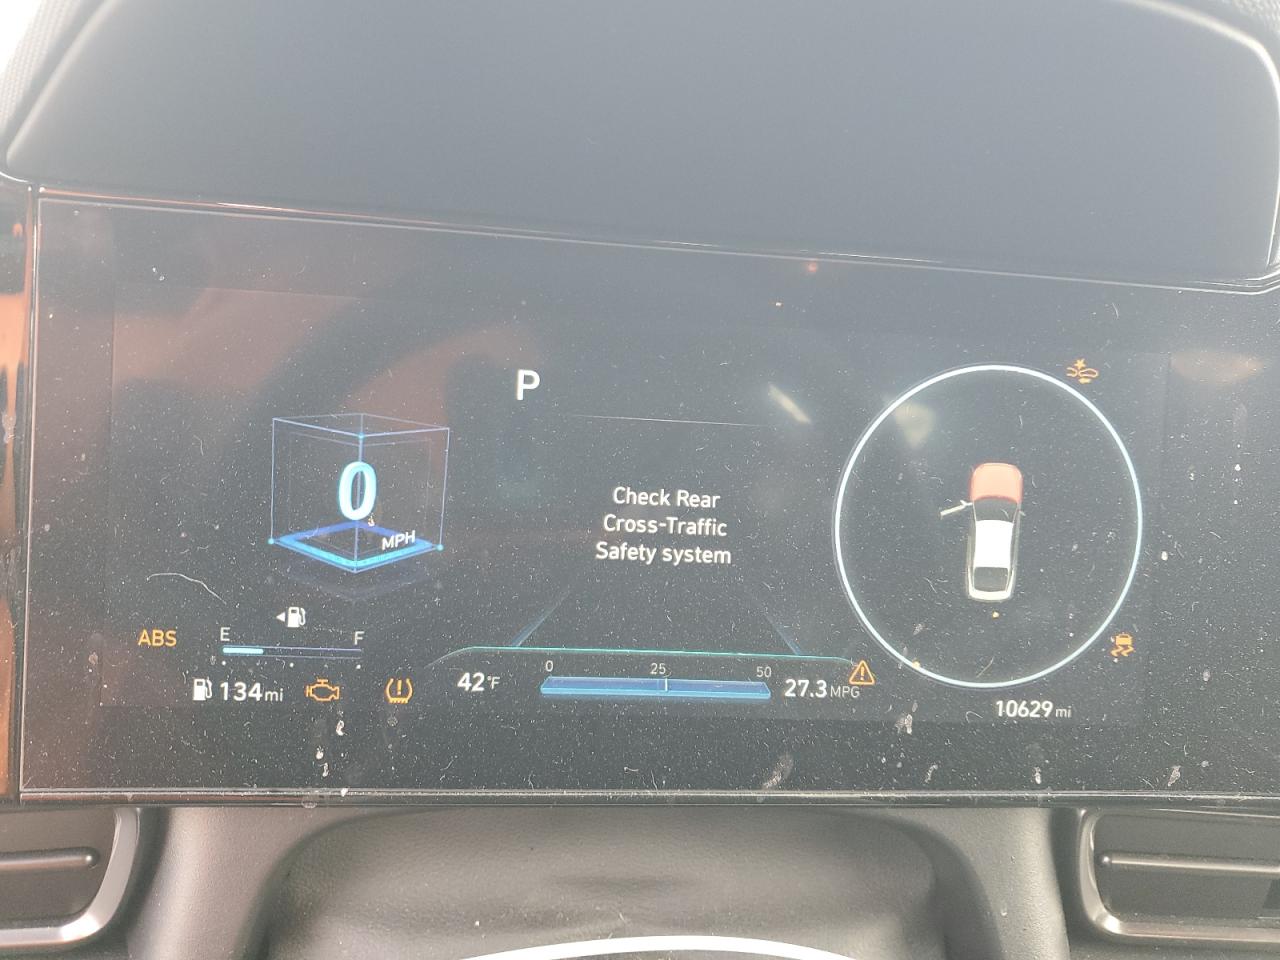 P
0
MPH
Check Rear
Cross-Traffic
Safety system
ABS
E F
134mi
42°F
0 25 50
27.3MPG
10629mi